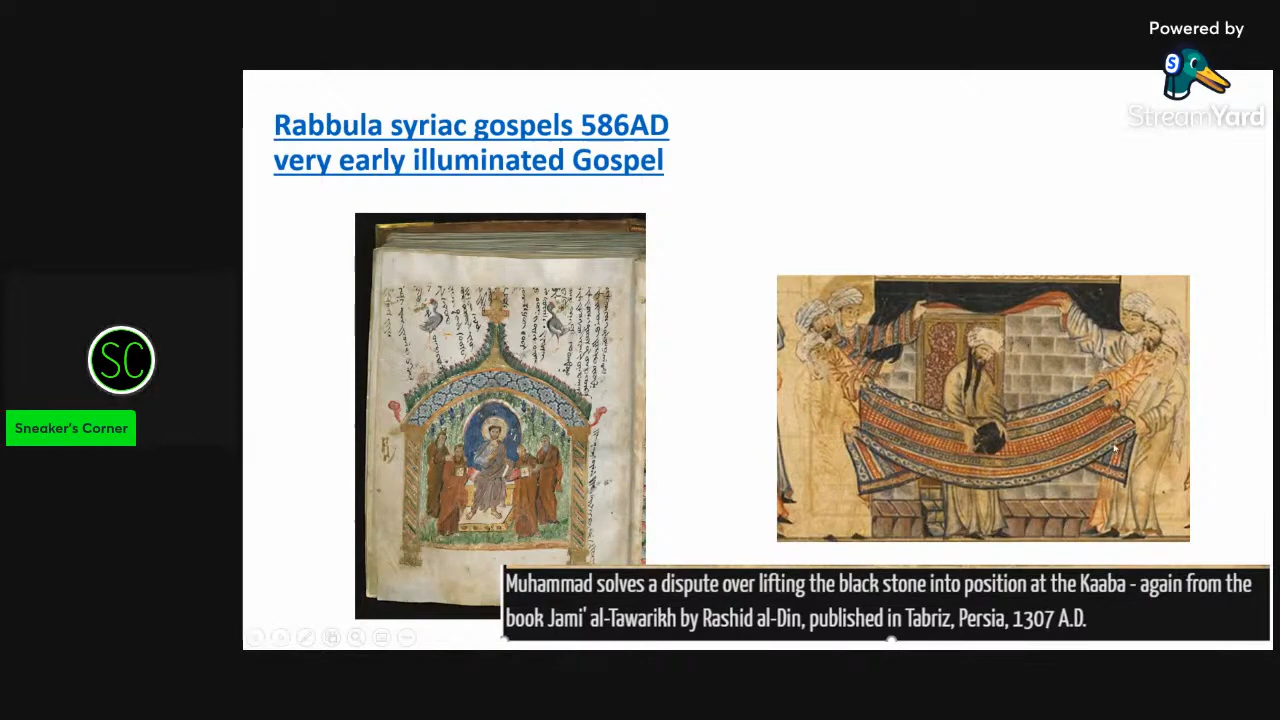 Powered by
StreamYard
Rabbula syriac gospels 586AD
very early illuminated Gospel
SC
Sneaker's Corner
Muhammad solves a dispute over lifting the black stone into position at the Kaaba - again from the
book Jami' al-Tawarikh by Rashid al-Din, published in Tabriz, Persia, 1307 A.D.